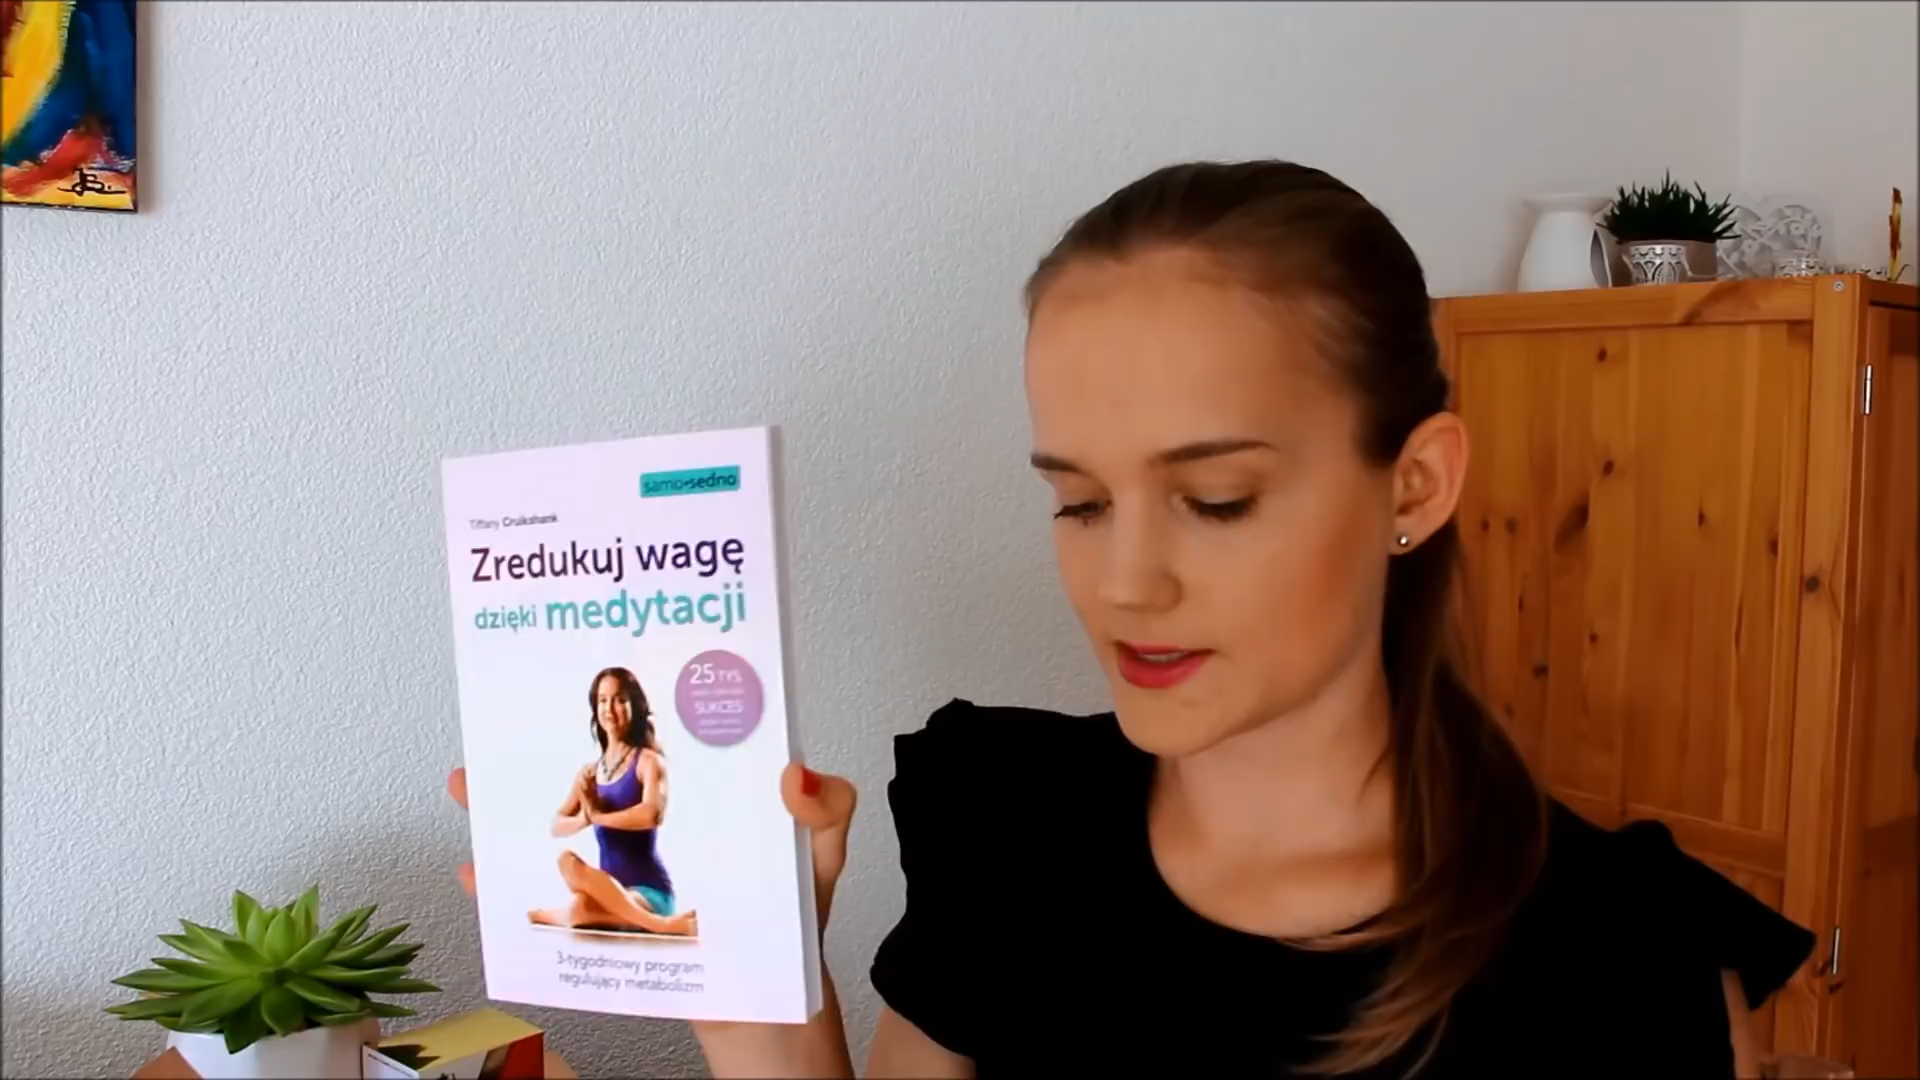 samo•sedno
Tiffany Cruikshank
Zredukuj wagę
dzięki medytacji
25 TYS.
SUKCES
3-tygodniowy program
regulujący metabolizm